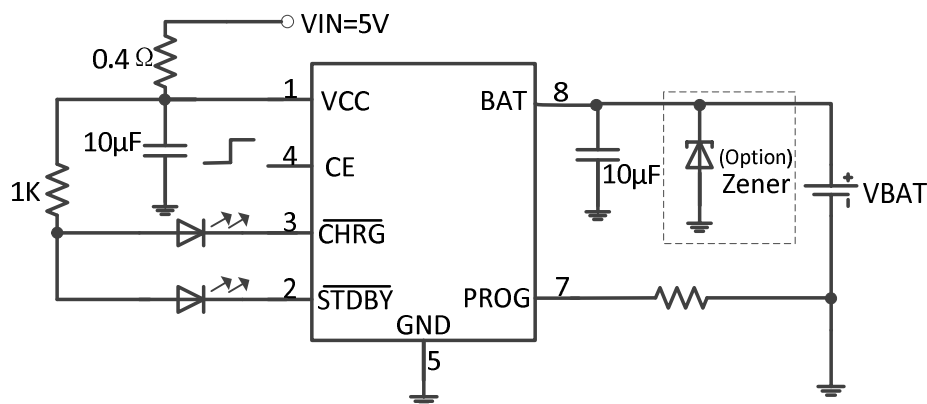 VIN=5V
0.4 Ω
1
VCC
BAT
8
10μF
4
CE
10μF
(Option)
Zener
+
VBAT
-
1K
3
CHRG
2
STDBY
PROG
7
GND
5